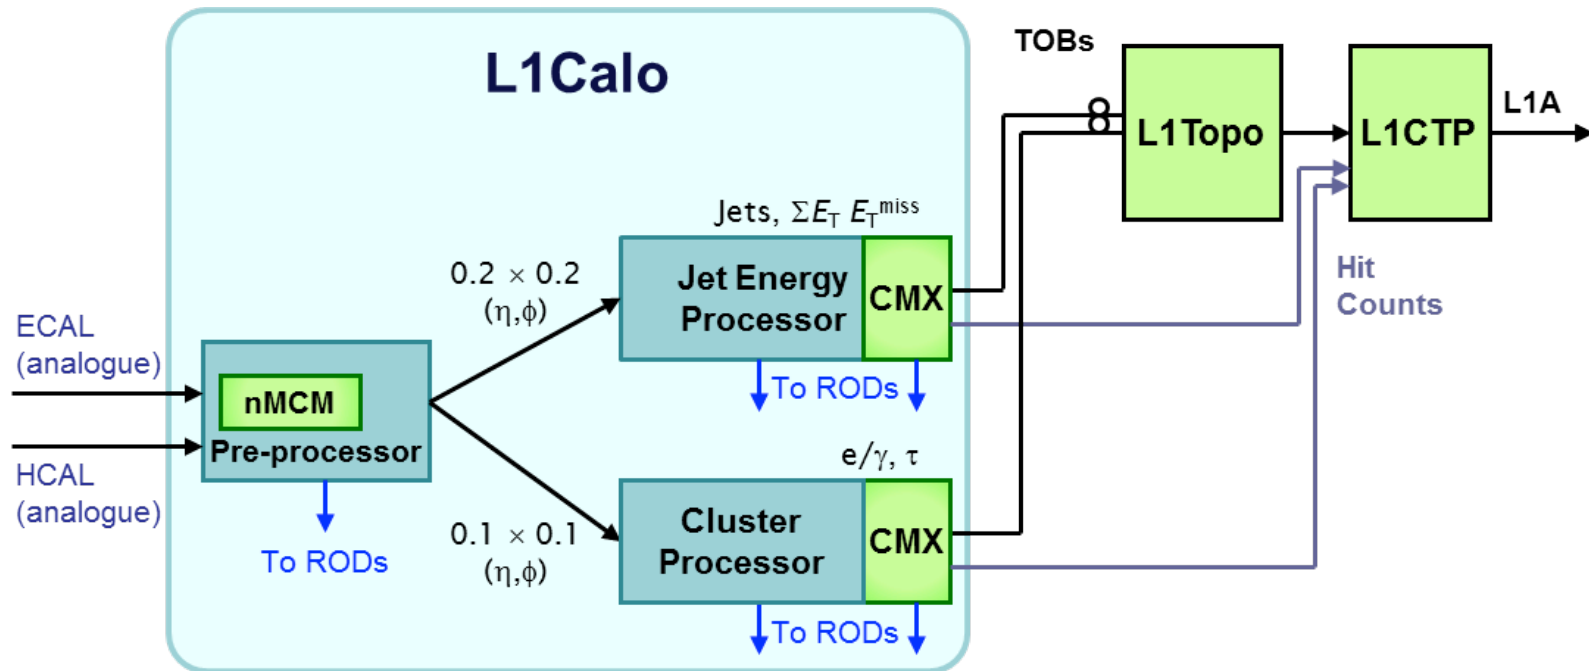 L1Calo
TOBs
L1Topo
L1CTP
L1A
Jets, ΣE_T E_T^miss
Jet Energy
Processor
CMX
Hit
Counts
0.2 × 0.2
(η,ϕ)
ECAL
(analogue)
nMCM
Pre-processor
HCAL
(analogue)
To RODs
To RODs
e/γ, τ
0.1 × 0.1
(η,ϕ)
Cluster
Processor
CMX
To RODs